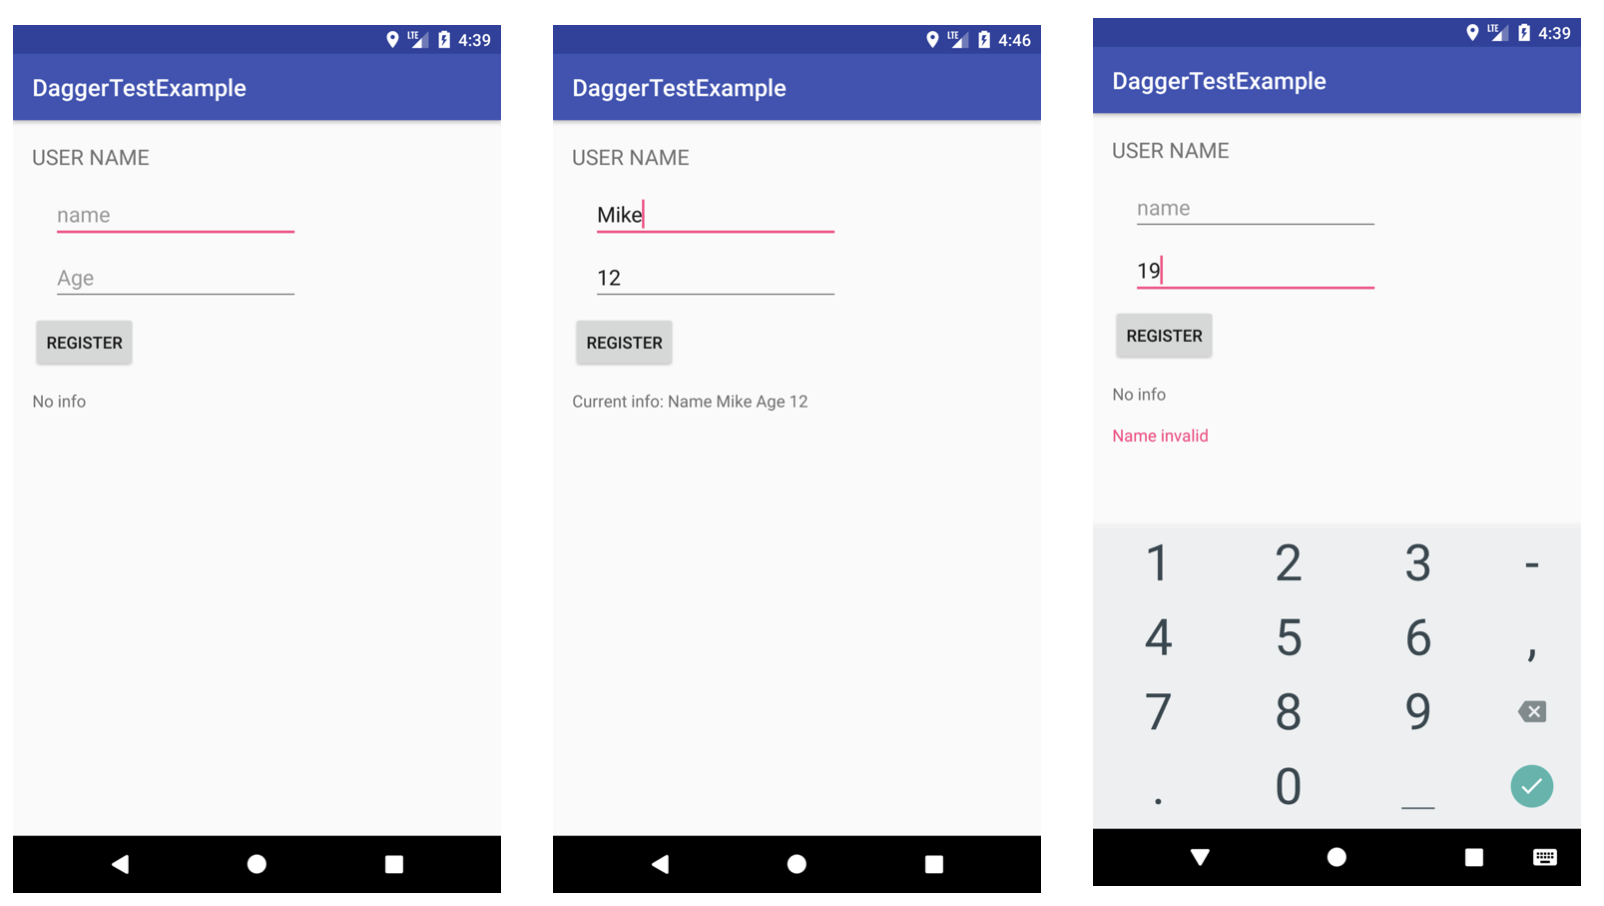 LTE 4:39
DaggerTestExample
USER NAME
name
Age
REGISTER
No info
LTE 4:46
DaggerTestExample
USER NAME
Mike
12
REGISTER
Current info: Name Mike Age 12
LTE 4:39
DaggerTestExample
USER NAME
name
19
REGISTER
No info
Name invalid
1 2 3 -
4 5 6 ,
7 8 9
. 0 _